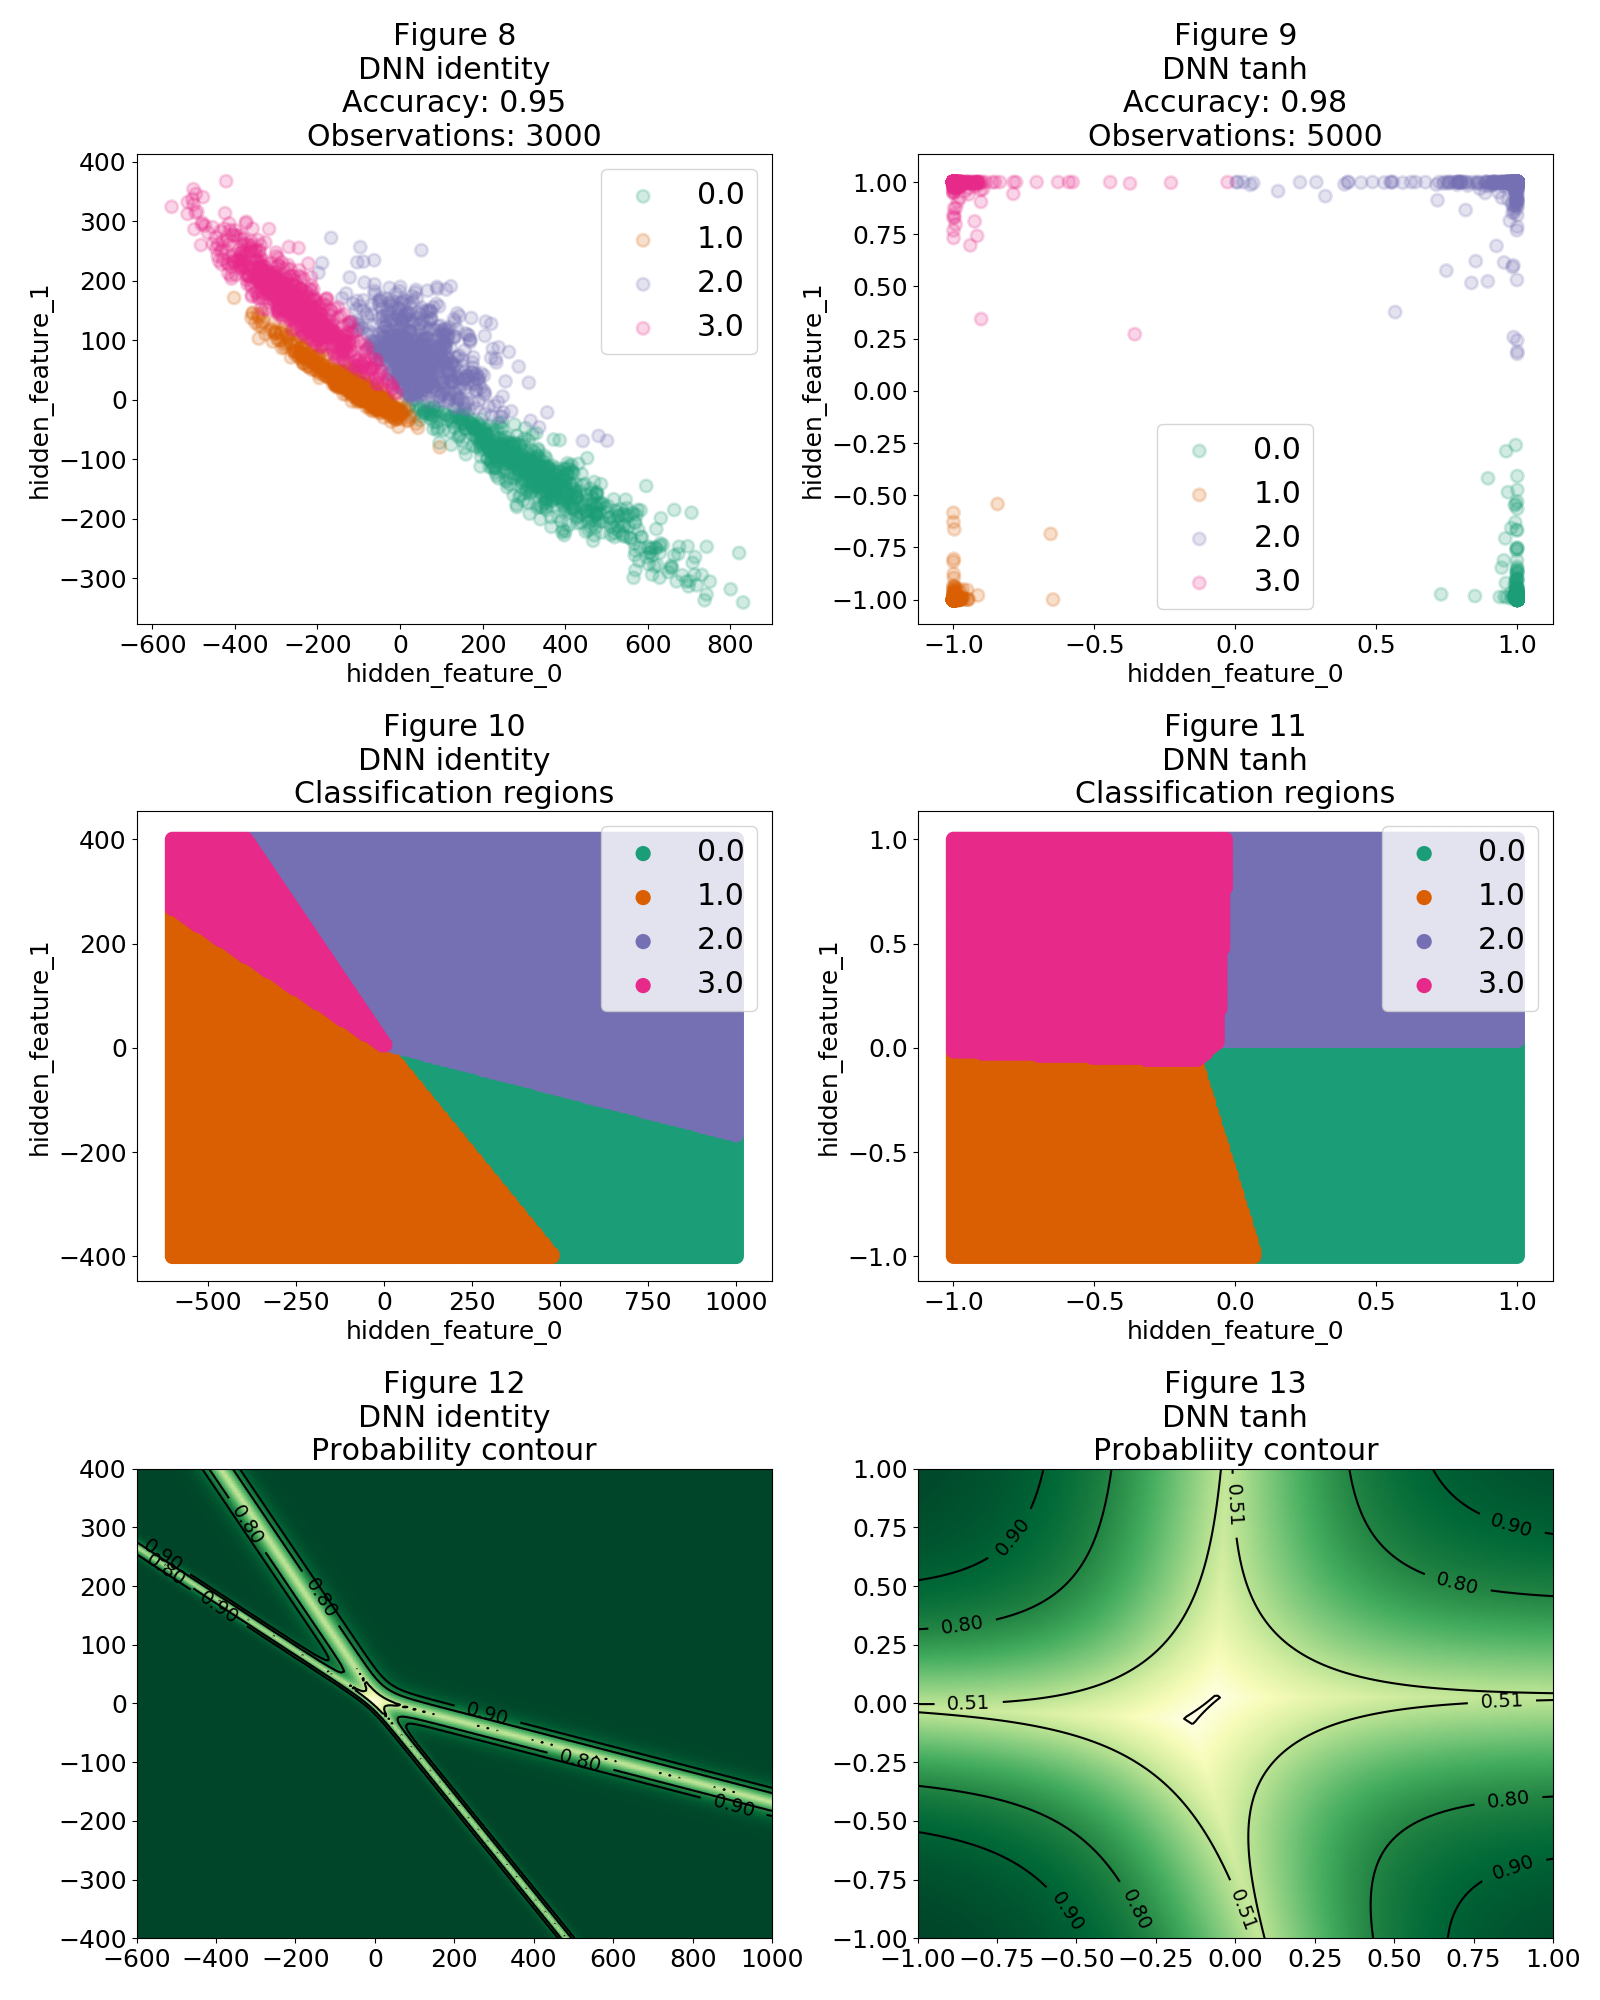 Figure 8
DNN identity
Accuracy: 0.95
Observations: 3000
400
300
200
100
0
−100
−200
−300
hidden_feature_1
0.0
1.0
2.0
3.0
−600 −400 −200 0 200 400 600 800
hidden_feature_0
Figure 9
DNN tanh
Accuracy: 0.98
Observations: 5000
1.00
0.75
0.50
0.25
0.00
−0.25
−0.50
−0.75
−1.00
hidden_feature_1
0.0
1.0
2.0
3.0
−1.0 −0.5 0.0 0.5 1.0
hidden_feature_0
Figure 10
DNN identity
Classification regions
400
200
0
−200
−400
hidden_feature_1
0.0
1.0
2.0
3.0
−500 −250 0 250 500 750 1000
hidden_feature_0
Figure 11
DNN tanh
Classification regions
1.0
0.5
0.0
−0.5
−1.0
hidden_feature_1
0.0
1.0
2.0
3.0
−1.0 −0.5 0.0 0.5 1.0
hidden_feature_0
Figure 12
DNN identity
Probability contour
400
300
200
100
0
−100
−200
−300
−400
0.80
0.90
0.80
0.80
0.90
0.90
0.80
0.90
−600 −400 −200 0 200 400 600 800 1000
Figure 13
DNN tanh
Probabliity contour
1.00
0.75
0.50
0.25
0.00
−0.25
−0.50
−0.75
−1.00
0.51
0.90
0.90
0.80
0.80
0.51
0.51
0.80
0.90
0.90
0.80
0.51
−1.00 −0.75 −0.50 −0.25 0.00 0.25 0.50 0.75 1.00